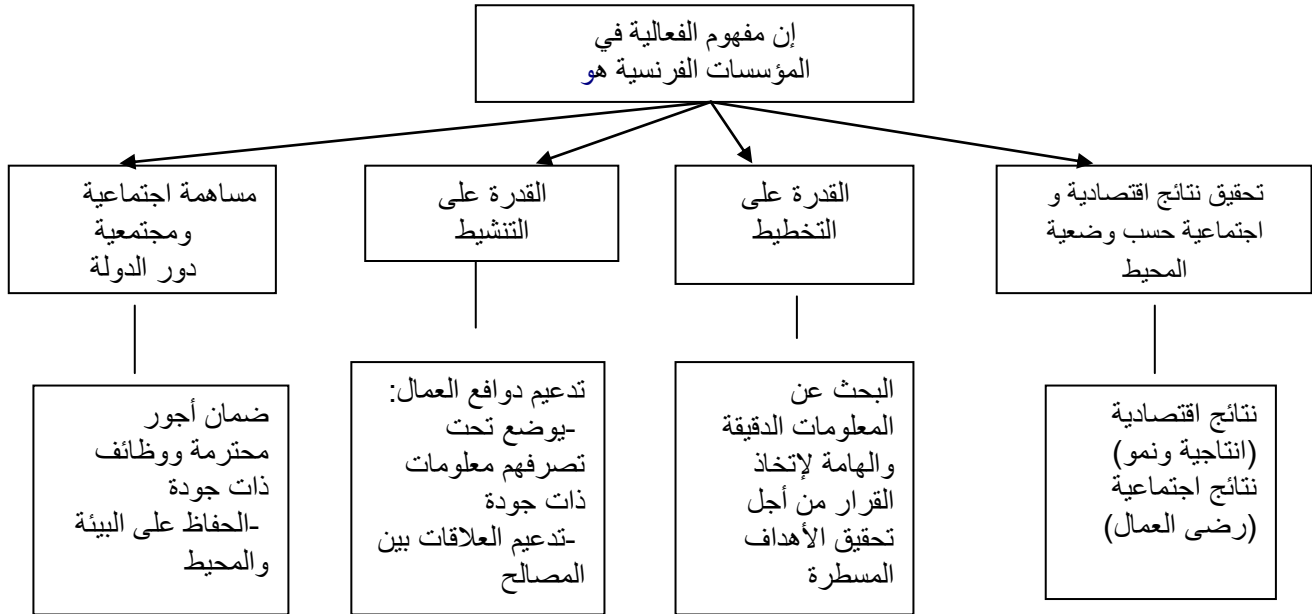 إن مفهوم الفعالية في
المؤسسات الفرنسية هو
تحقيق نتائج اقتصادية و
اجتماعية حسب وضعية
المحيط
القدرة على
التخطيط
القدرة على
التنشيط
مساهمة اجتماعية
ومجتمعية
دور الدولة
نتائج اقتصادية
(انتاجية ونمو)
نتائج اجتماعية
(رضى العمال)
البحث عن
المعلومات الدقيقة
والهامة لإتخاذ
القرار من أجل
تحقيق الأهداف
المسطرة
تدعيم دوافع العمال:
-يوضع تحت
تصرفهم معلومات
ذات جودة
-تدعيم العلاقات بين
المصالح
ضمان أجور
محترمة ووظائف
ذات جودة
-الحفاظ على البيئة
والمحيط